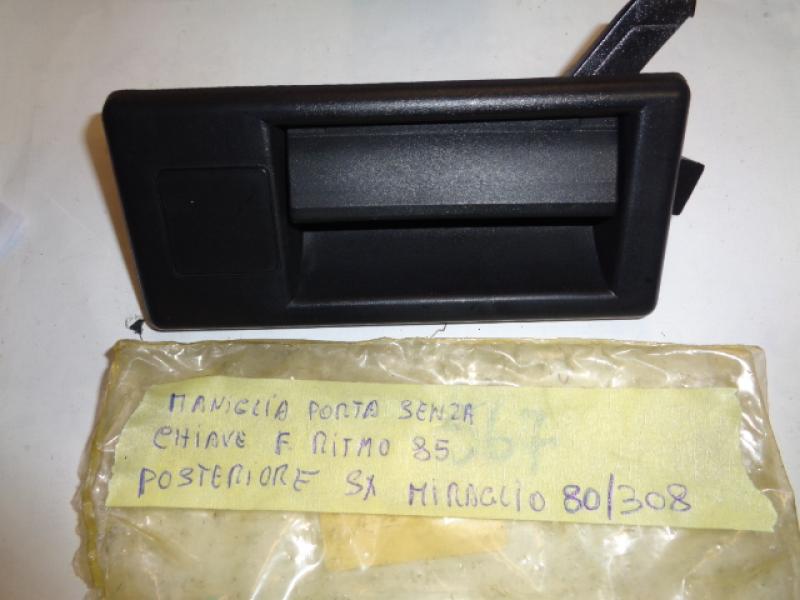 MANIGLIA PORTA SENZA
CHIAVE F. RITMO 85
POSTERIORE SX MIRAGLIO 80/308